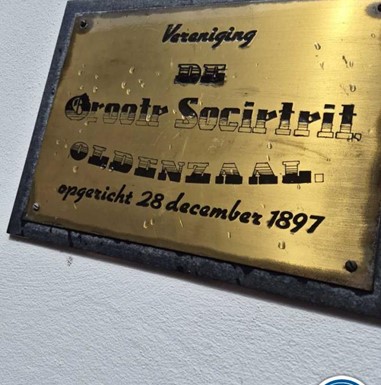 Vereniging
DE
Groote Societeit
OLDENZAAL.
opgericht 28 december 1897